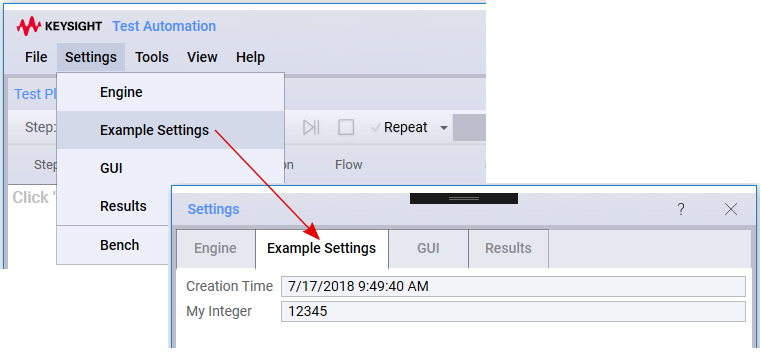 KEYSIGHT Test Automation
File Settings Tools View Help
Engine
Test Pl
Example Settings
Step: Repeat
GUI
Step on Flow
Results
Click '
Bench
Settings ?
Engine Example Settings GUI Results
Creation Time 7/17/2018 9:49:40 AM
My Integer 12345